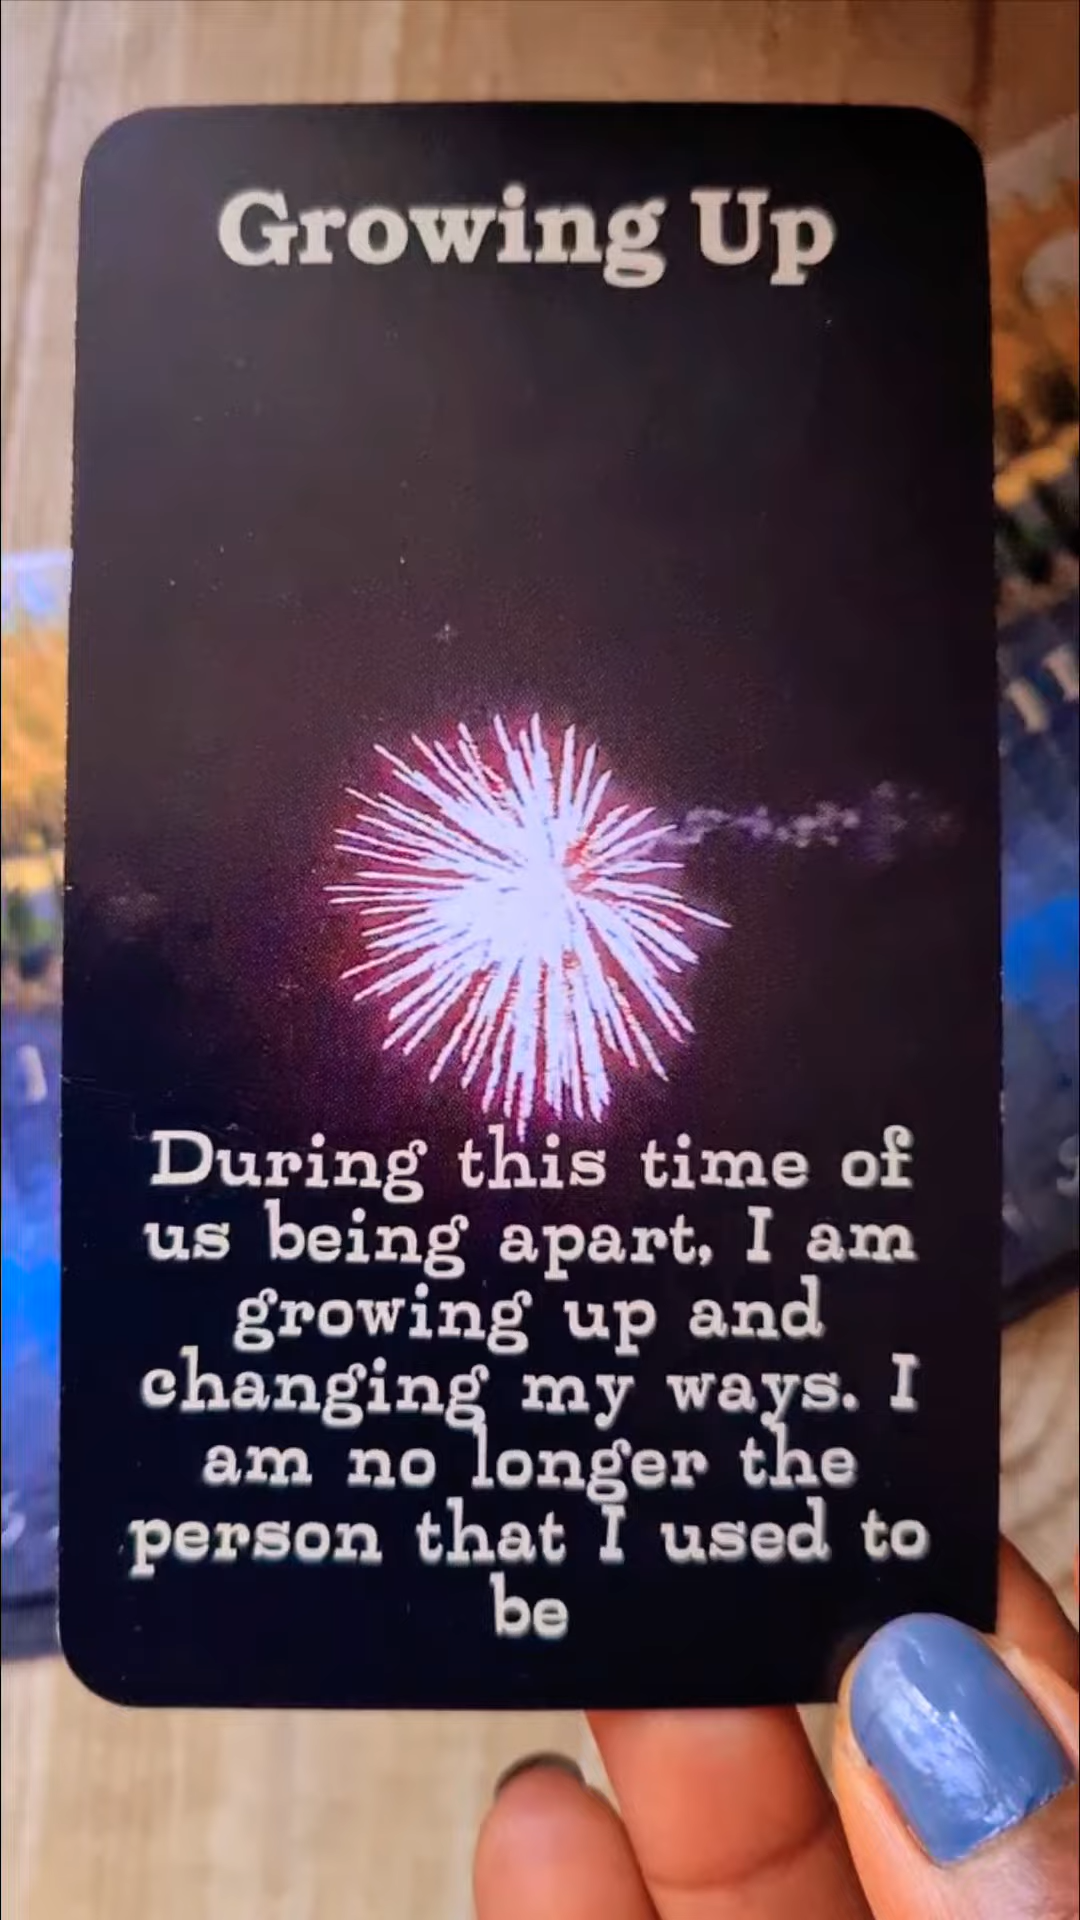 Growing Up
During this time of
us being apart, I am
growing up and
changing my ways. I
am no longer the
person that I used to
be